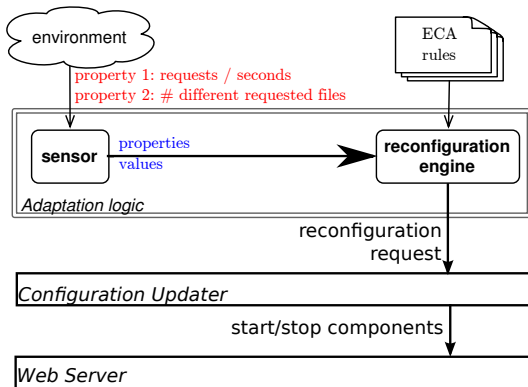 environment
ECA
rules
property 1: requests / seconds
property 2: # different requested files
sensor
properties
values
reconfiguration
engine
Adaptation logic
reconfiguration
request
Configuration Updater
start/stop components
Web Server